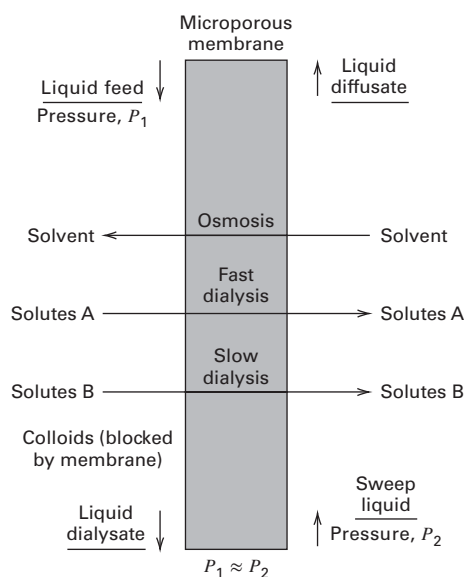 Microporous
membrane
Liquid feed
Pressure, P1
Liquid
diffusate
Osmosis
Solvent
Solvent
Fast
dialysis
Solutes A
Solutes A
Slow
dialysis
Solutes B
Solutes B
Colloids (blocked
by membrane)
Liquid
dialysate
Sweep
liquid
Pressure, P2
P1 ≈ P2